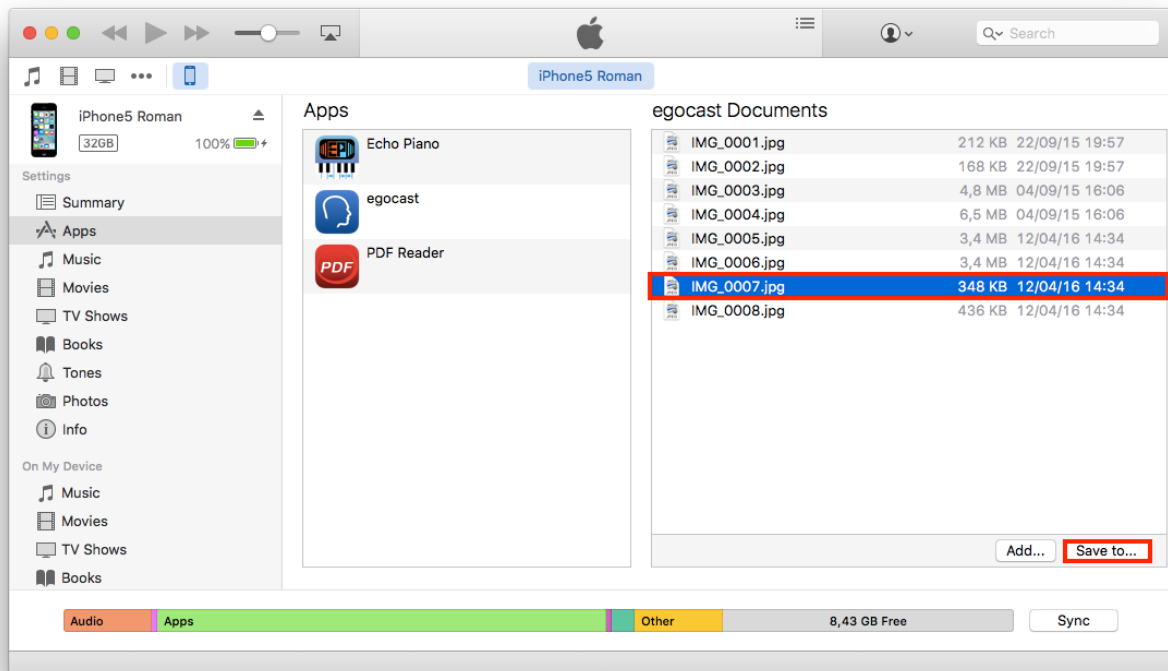 Search
iPhone5 Roman
iPhone5 Roman
32GB 100%
Settings
Summary
Apps
Music
Movies
TV Shows
Books
Tones
Photos
Info
On My Device
Music
Movies
TV Shows
Books
Apps
Echo Piano
egocast
PDF Reader
PDF
egocast Documents
IMG_0001.jpg 212 KB 22/09/15 19:57
IMG_0002.jpg 168 KB 22/09/15 19:57
IMG_0003.jpg 4,8 MB 04/09/15 16:06
IMG_0004.jpg 6,5 MB 04/09/15 16:06
IMG_0005.jpg 3,4 MB 12/04/16 14:34
IMG_0006.jpg 3,4 MB 12/04/16 14:34
IMG_0007.jpg 348 KB 12/04/16 14:34
IMG_0008.jpg 436 KB 12/04/16 14:34
Add... Save to...
Audio Apps Other 8,43 GB Free Sync